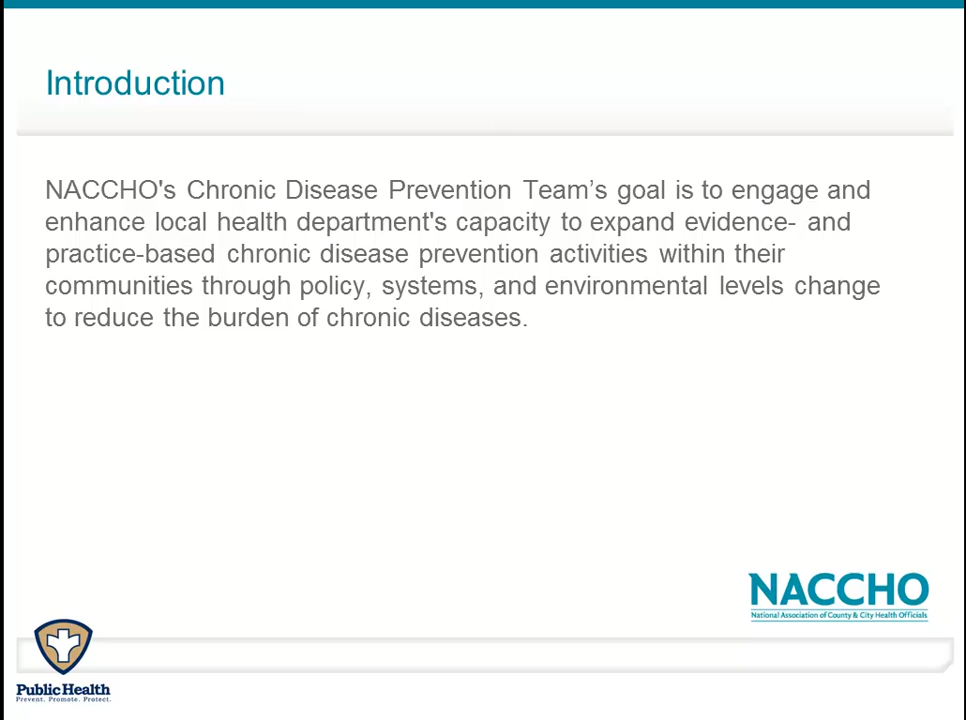 Introduction
NACCHO's Chronic Disease Prevention Team’s goal is to engage and
enhance local health department's capacity to expand evidence- and
practice-based chronic disease prevention activities within their
communities through policy, systems, and environmental levels change
to reduce the burden of chronic diseases.
NACCHO
National Association of County & City Health Officials
Public Health
Prevent. Promote. Protect.